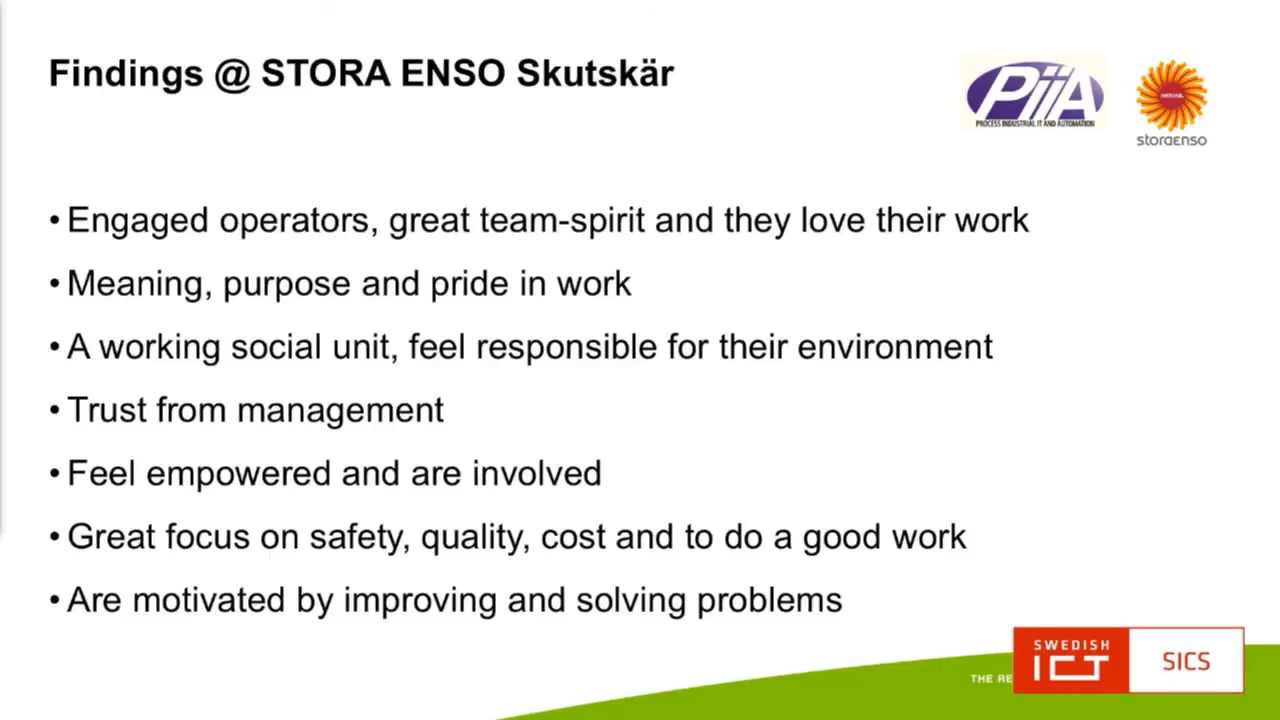 Findings @ STORA ENSO Skutskär
PiiA
PROCESS INDUSTRIAL IT AND AUTOMATION
storaenso
• Engaged operators, great team-spirit and they love their work
• Meaning, purpose and pride in work
• A working social unit, feel responsible for their environment
• Trust from management
• Feel empowered and are involved
• Great focus on safety, quality, cost and to do a good work
• Are motivated by improving and solving problems
THE RE
SWEDISH
ICT
SICS